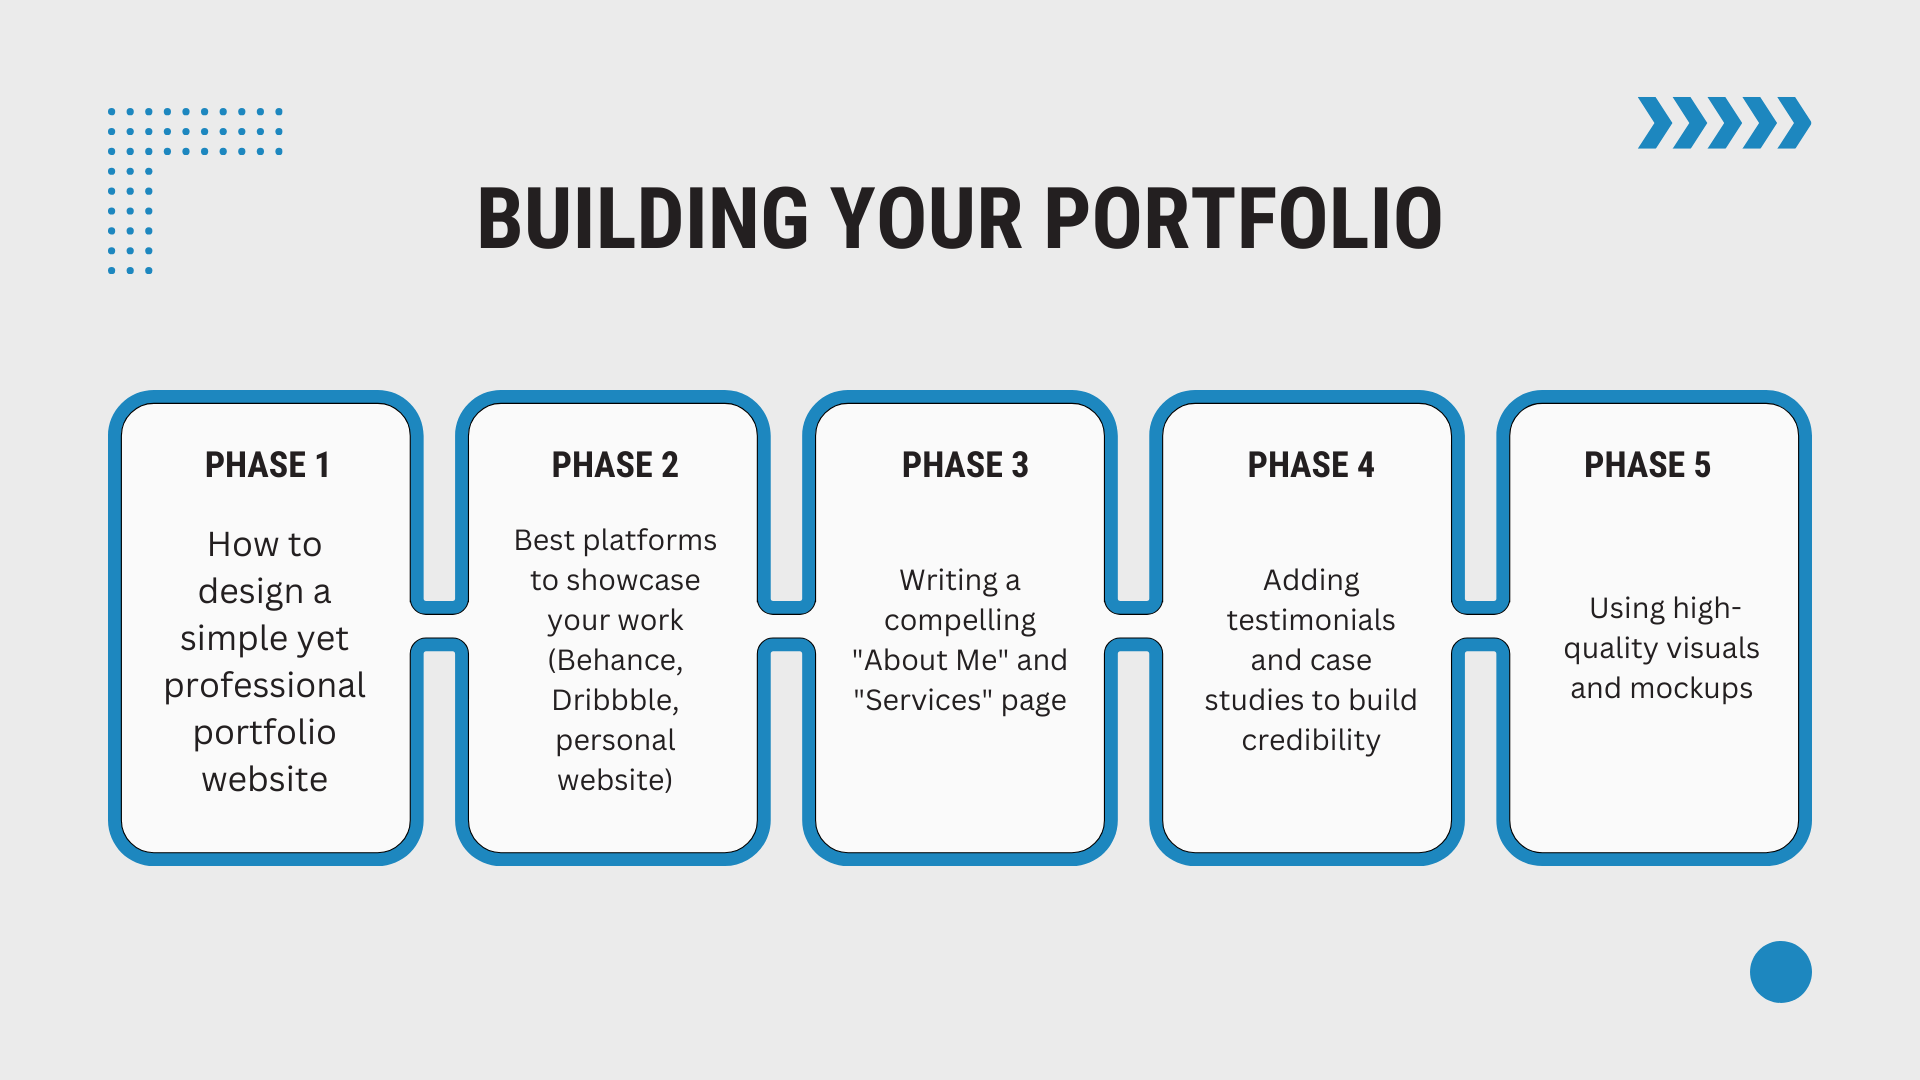 BUILDING YOUR PORTFOLIO
PHASE 1
How to
design a
simple yet
professional
portfolio
website
PHASE 2
Best platforms
to showcase
your work
(Behance,
Dribbble,
personal
website)
PHASE 3
Writing a
compelling
"About Me" and
"Services" page
PHASE 4
Adding
testimonials
and case
studies to build
credibility
PHASE 5
Using high-
quality visuals
and mockups